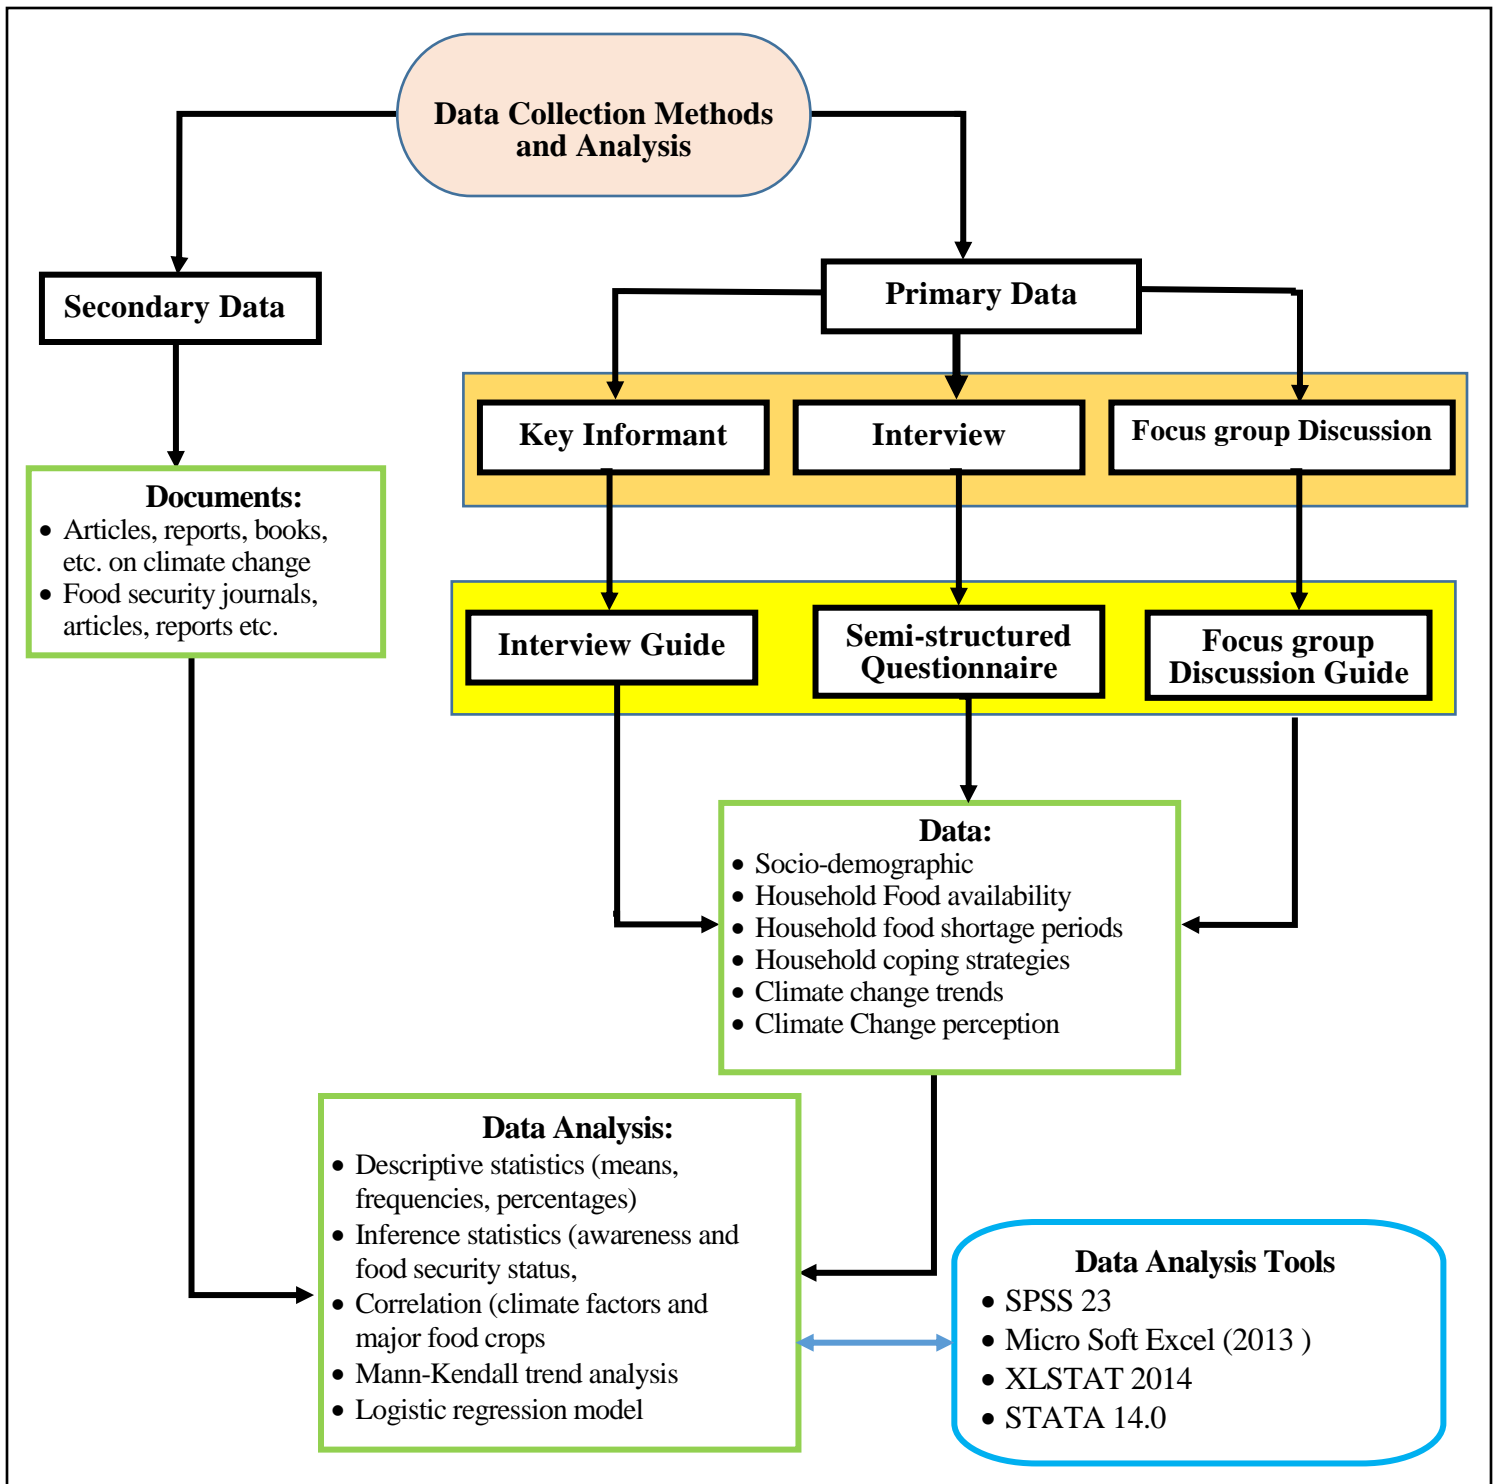 Data Collection Methods
and Analysis
Secondary Data
Primary Data
Key Informant
Interview
Focus group Discussion
Documents:
• Articles, reports, books,
etc. on climate change
• Food security journals,
articles, reports etc.
Interview Guide
Semi-structured
Questionnaire
Focus group
Discussion Guide
Data:
• Socio-demographic
• Household Food availability
• Household food shortage periods
• Household coping strategies
• Climate change trends
• Climate Change perception
Data Analysis:
• Descriptive statistics (means,
frequencies, percentages)
• Inference statistics (awareness and
food security status,
• Correlation (climate factors and
major food crops
• Mann-Kendall trend analysis
• Logistic regression model
Data Analysis Tools
• SPSS 23
• Micro Soft Excel (2013 )
• XLSTAT 2014
• STATA 14.0